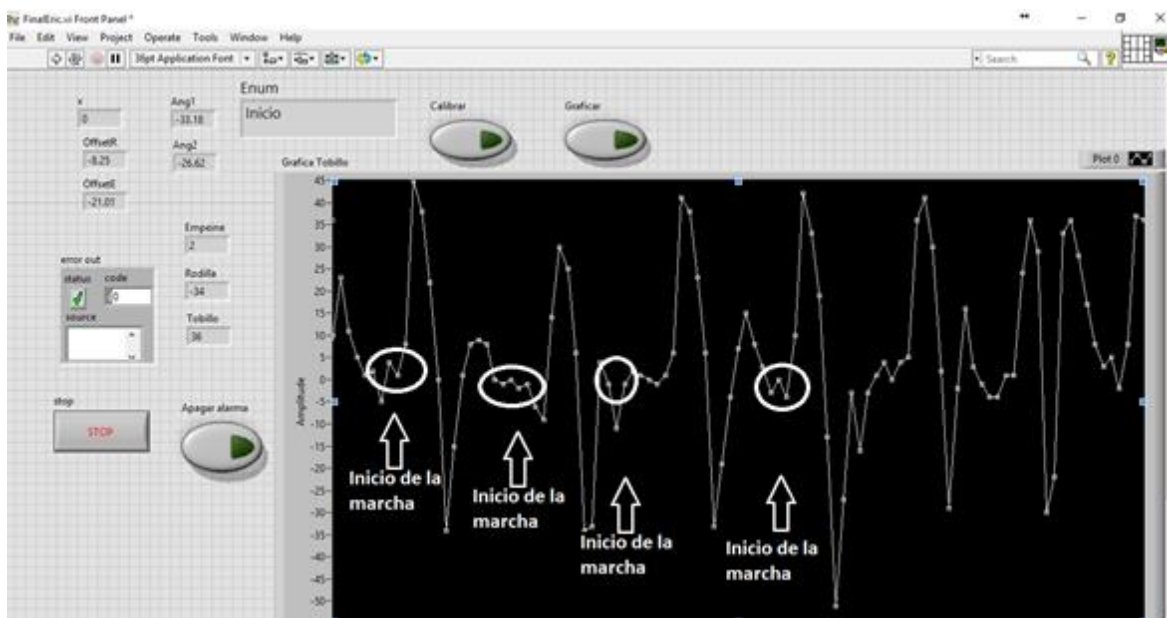 FinalEric.vi Front Panel *
File Edit View Project Operate Tools Window Help
36pt Application Font
Search
x
0
Ang1
-33.18
Enum
Inicio
Calibrar
Graficar
OffsetR
-8.25
Ang2
-26.62
OffsetE
-21.01
Grafica Tobillo
Plot 0
Empeine
2
error out
status code
0
source
Rodilla
-34
Tobillo
36
stop
STOP
Apagar alarma
Amplitude
45
40
35
30
25
20
15
10
5
0
-5
-10
-15
-20
-25
-30
-35
-40
-45
-50
Inicio de la
marcha
Inicio de la
marcha
Inicio de la
marcha
Inicio de la
marcha